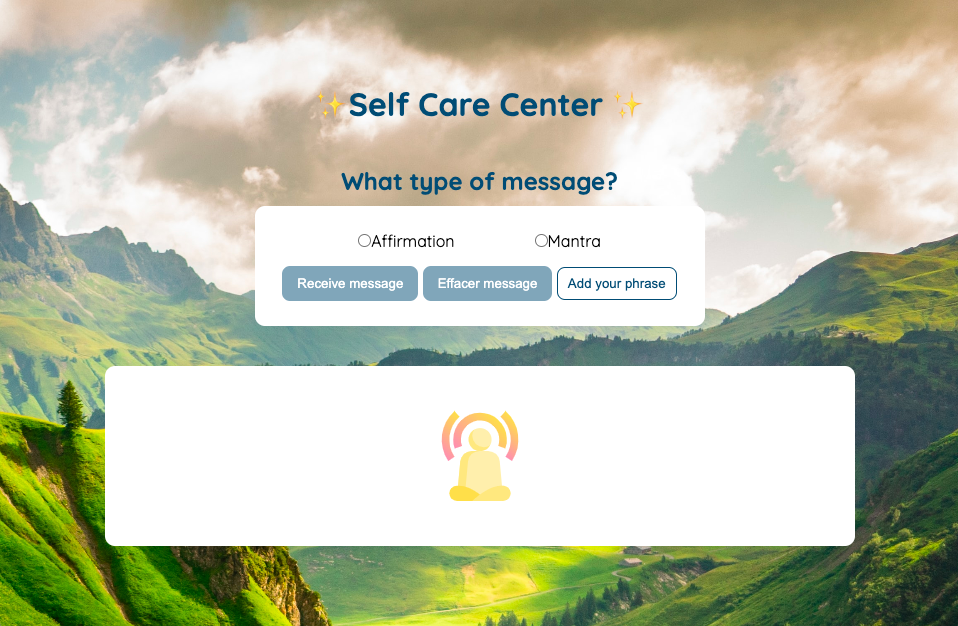 ✨Self Care Center ✨
What type of message?
Affirmation Mantra
Receive message Effacer message Add your phrase